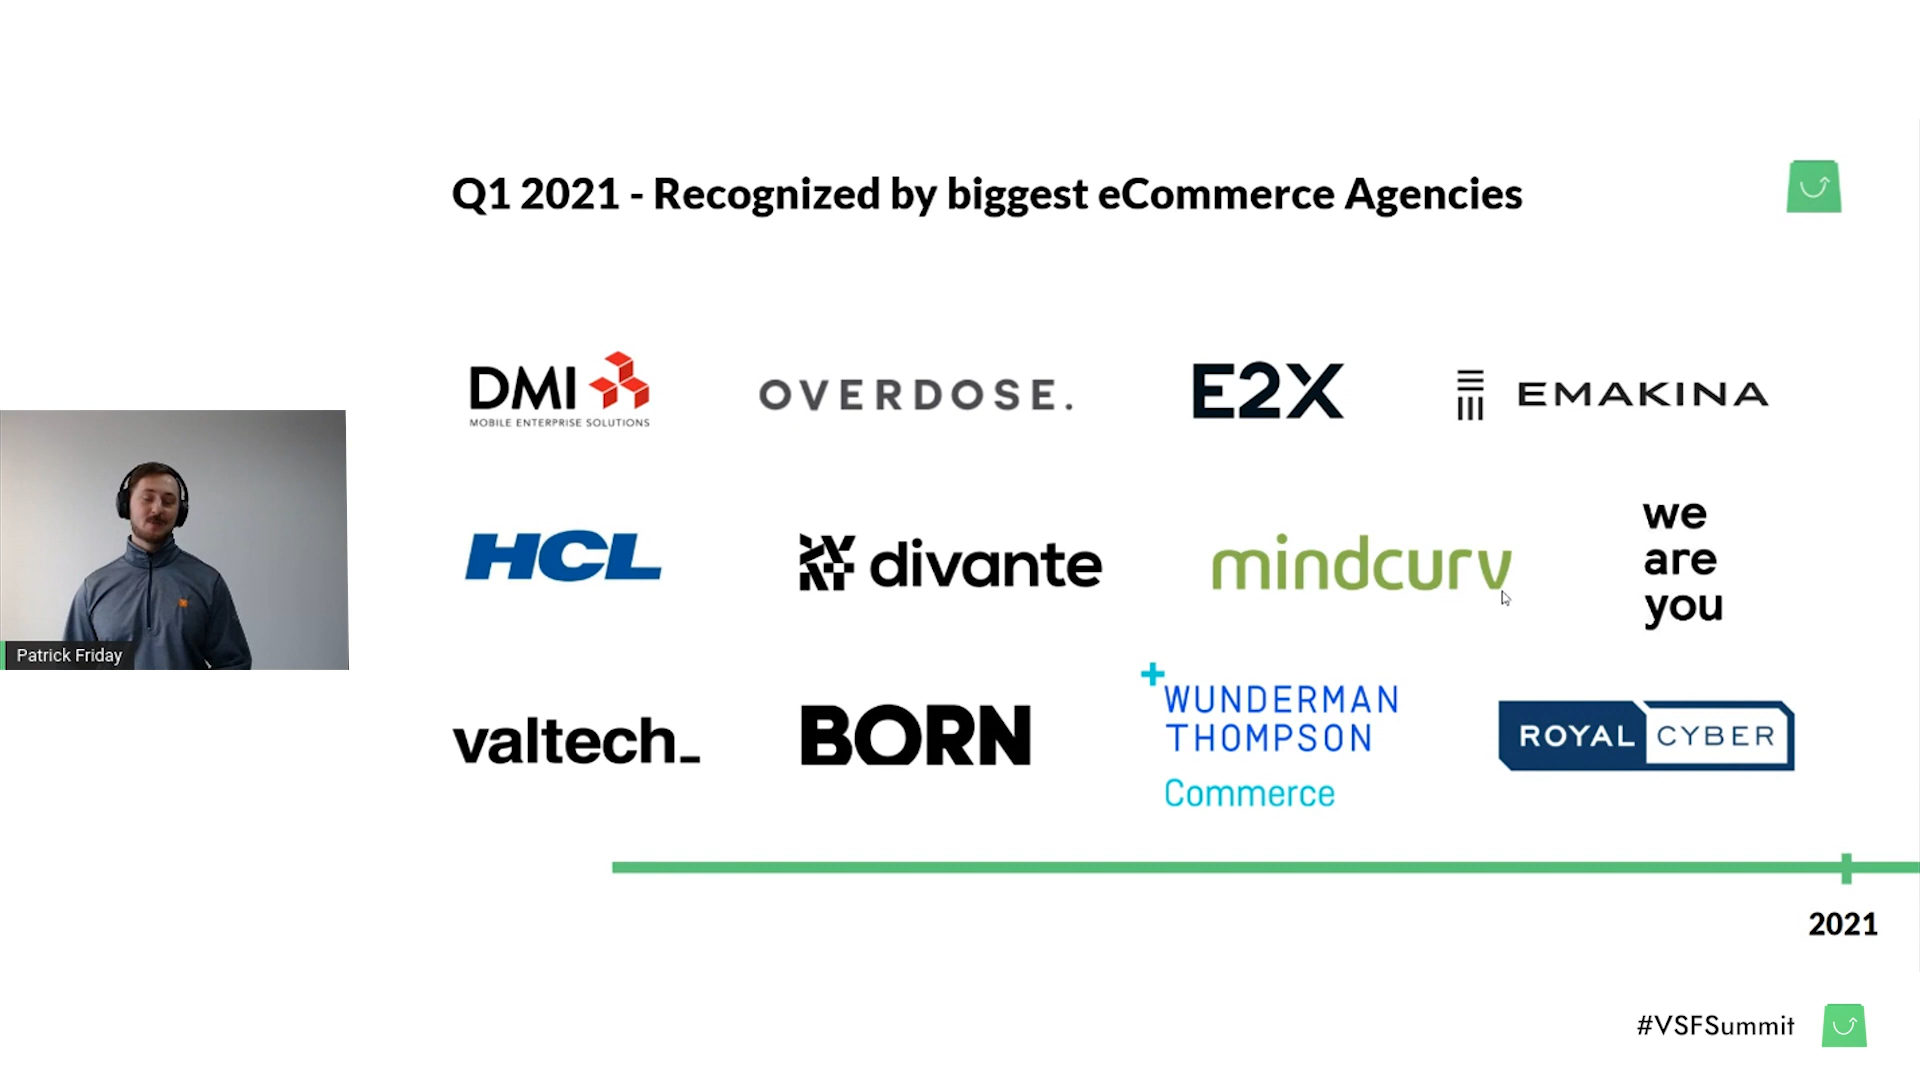 Q1 2021 - Recognized by biggest eCommerce Agencies
DMI
MOBILE ENTERPRISE SOLUTIONS
OVERDOSE.
E2X
EMAKINA
HCL
divante
mindcurv
we
are
you
Patrick Friday
valtech_
BORN
WUNDERMAN
THOMPSON
Commerce
ROYAL CYBER
2021
#VSFSummit